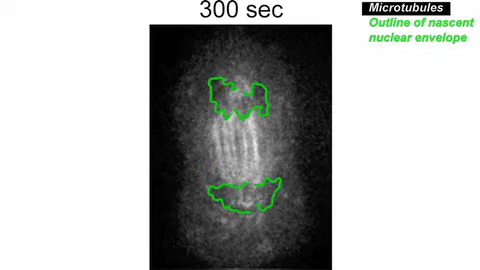 300 sec
Microtubules
Outline of nascent
nuclear envelope